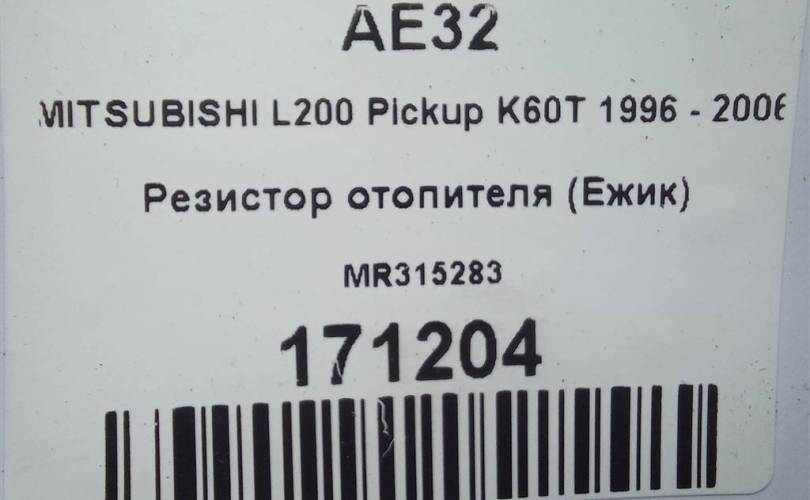 AE32
MITSUBISHI L200 Pickup K60T 1996 - 2006
Резистор отопителя (Ежик)
MR315283
171204